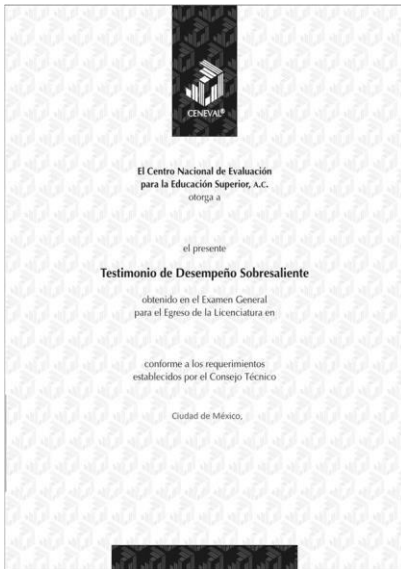 CENEVAL®
El Centro Nacional de Evaluación
para la Educación Superior, A.C.
otorga a
el presente
Testimonio de Desempeño Sobresaliente
obtenido en el Examen General
para el Egreso de la Licenciatura en
conforme a los requerimientos
establecidos por el Consejo Técnico
Ciudad de México,